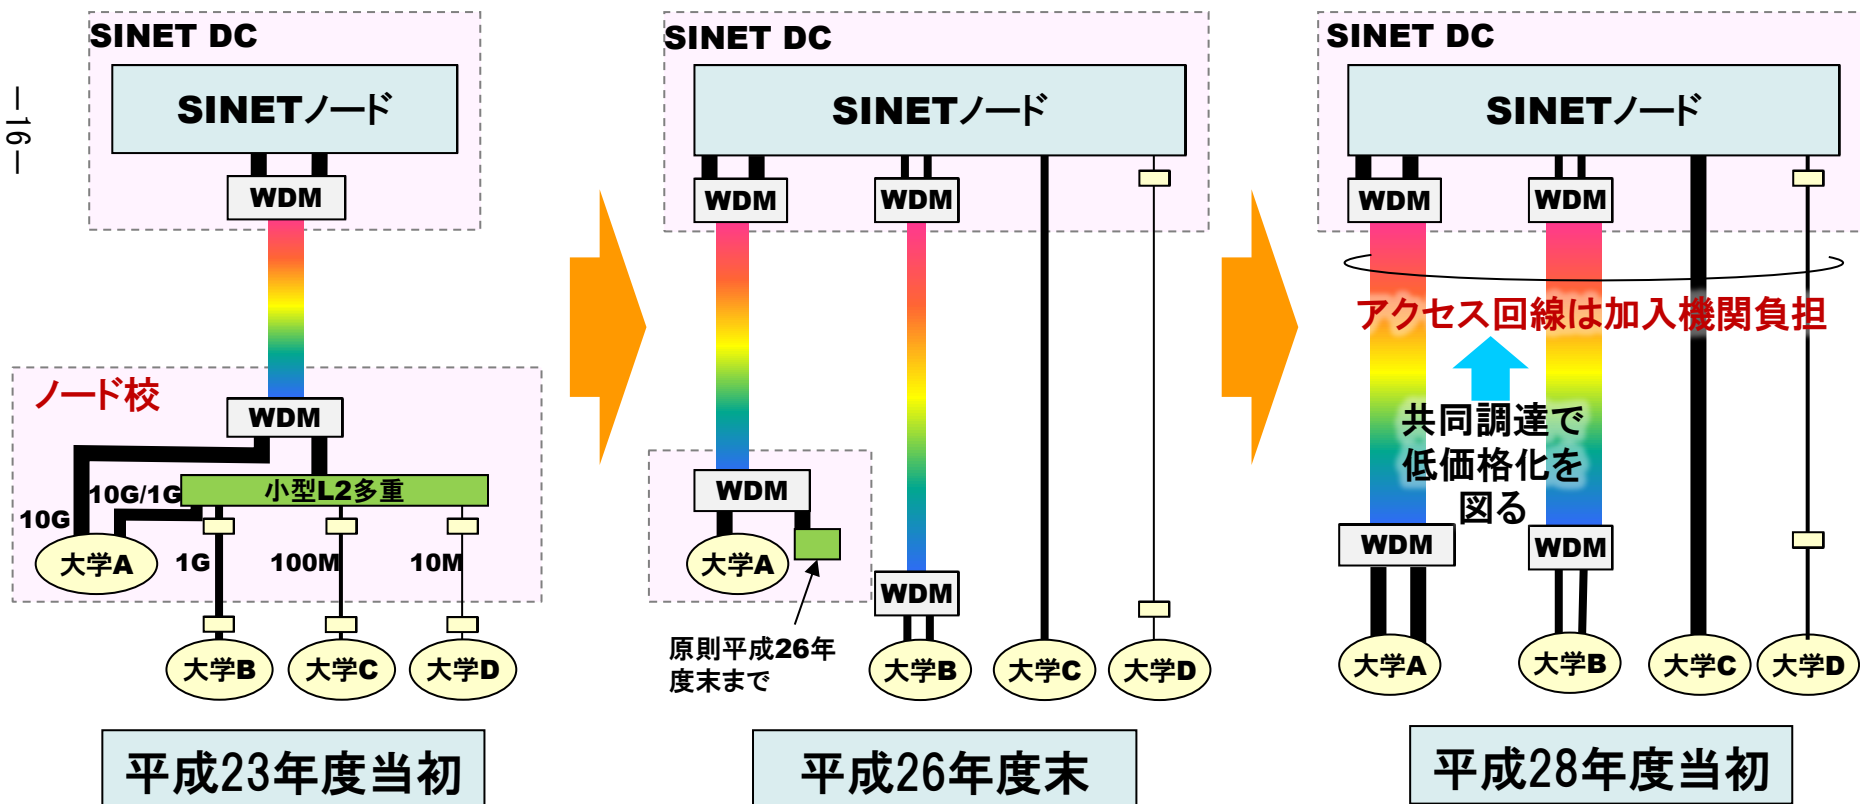 －16－
SINET DC
SINETノード
WDM
ノード校
WDM
10G/1G
小型L2多重
10G
大学A
1G
100M
10M
大学B
大学C
大学D
平成23年度当初
SINET DC
SINETノード
WDM
WDM
WDM
大学A
WDM
原則平成26年
度末まで
大学B
大学C
大学D
平成26年度末
SINET DC
SINETノード
WDM
WDM
アクセス回線は加入機関負担
共同調達で
低価格化を
図る
WDM
WDM
大学A
大学B
大学C
大学D
平成28年度当初